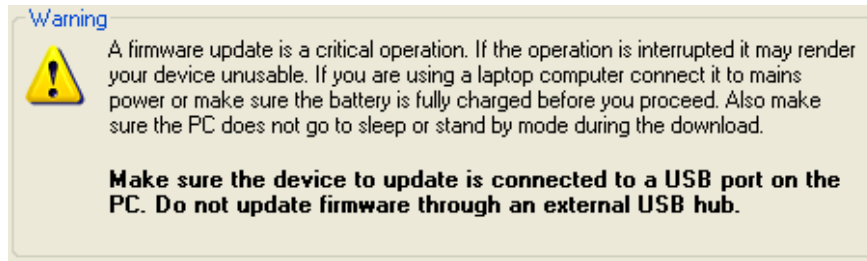 Warning
A firmware update is a critical operation. If the operation is interrupted it may render
your device unusable. If you are using a laptop computer connect it to mains
power or make sure the battery is fully charged before you proceed. Also make
sure the PC does not go to sleep or stand by mode during the download.
Make sure the device to update is connected to a USB port on the
PC. Do not update firmware through an external USB hub.